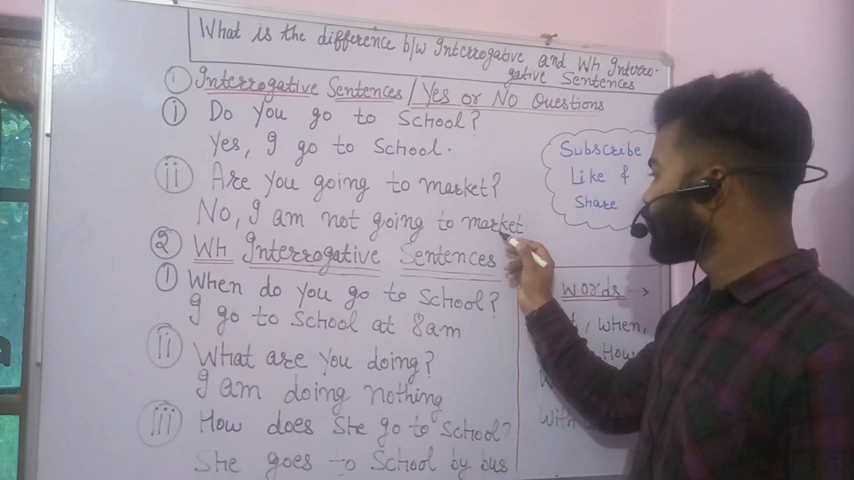 What is the difference b/w Interrogative and Wh Interro-
gative Sentences
① Interrogative Sentences / Yes or No Questions
ⓘ Do You go to School?
Yes, I go to School.
ii Are You going to market?
No, I am not going to market
② Wh Interrogative Sentences
① When do you go to School?
I go to School at 8am
ii What are You doing?
I am doing nothing
iii How does She go to School?
She goes to School by bus
Subscribe
Like &
Share
words →
, when,
How